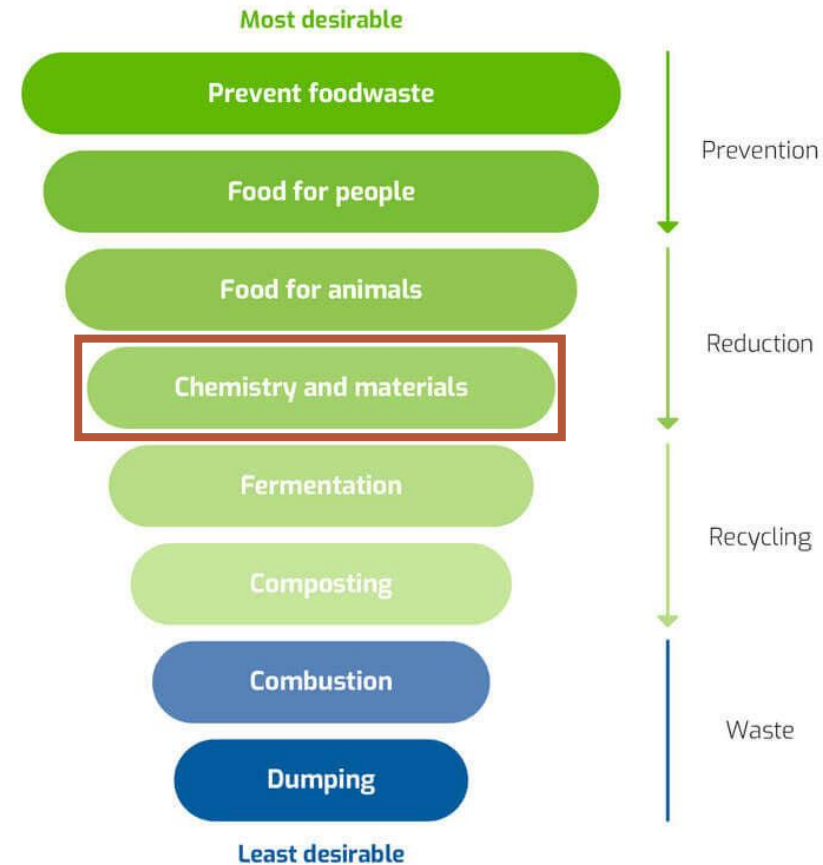 Most desirable
Prevent foodwaste
Prevention
Food for people
Food for animals
Reduction
Chemistry and materials
Fermentation
Recycling
Composting
Combustion
Waste
Dumping
Least desirable